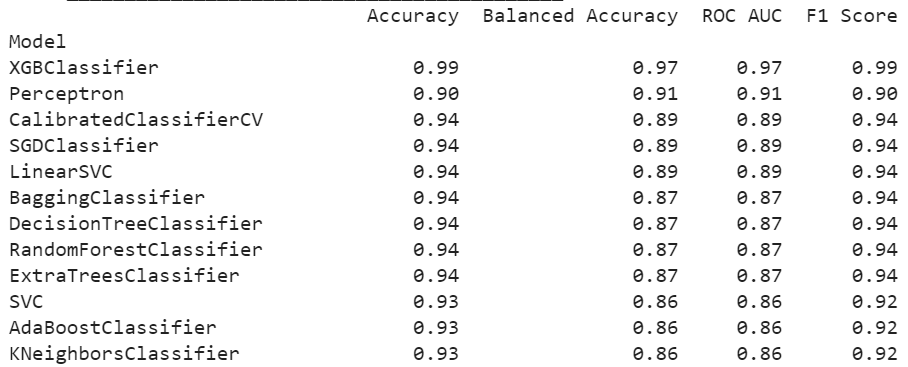 Accuracy Balanced Accuracy ROC AUC F1 Score
Model
XGBClassifier 0.99 0.97 0.97 0.99
Perceptron 0.90 0.91 0.91 0.90
CalibratedClassifierCV 0.94 0.89 0.89 0.94
SGDClassifier 0.94 0.89 0.89 0.94
LinearSVC 0.94 0.89 0.89 0.94
BaggingClassifier 0.94 0.87 0.87 0.94
DecisionTreeClassifier 0.94 0.87 0.87 0.94
RandomForestClassifier 0.94 0.87 0.87 0.94
ExtraTreesClassifier 0.94 0.87 0.87 0.94
SVC 0.93 0.86 0.86 0.92
AdaBoostClassifier 0.93 0.86 0.86 0.92
KNeighborsClassifier 0.93 0.86 0.86 0.92